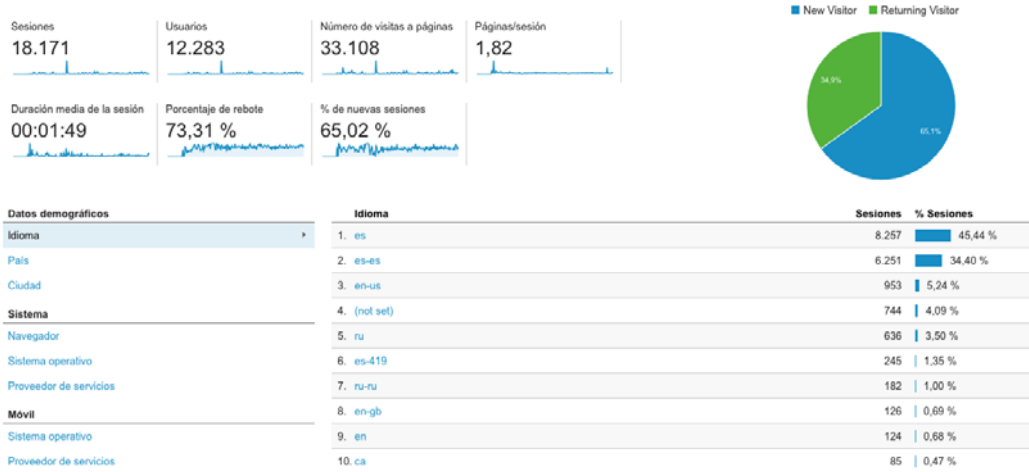 Sesiones
18.171
Usuarios
12.283
Número de visitas a páginas
33.108
Páginas/sesión
1,82
Duración media de la sesión
00:01:49
Porcentaje de rebote
73,31 %
% de nuevas sesiones
65,02 %
New Visitor Returning Visitor
34,9%
65,1%
Datos demográficos
Idioma
País
Ciudad
Sistema
Navegador
Sistema operativo
Proveedor de servicios
Móvil
Sistema operativo
Proveedor de servicios
Idioma Sesiones % Sesiones
1. es 8.257 45,44 %
2. es-es 6.251 34,40 %
3. en-us 953 5,24 %
4. (not set) 744 4,09 %
5. ru 636 3,50 %
6. es-419 245 1,35 %
7. ru-ru 182 1,00 %
8. en-gb 126 0,69 %
9. en 124 0,68 %
10. ca 85 0,47 %